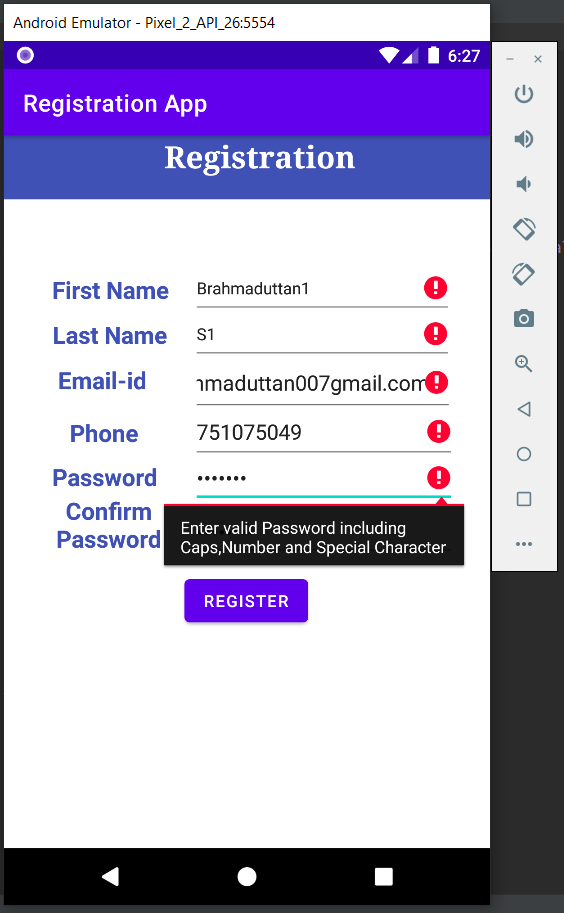 Android Emulator - Pixel_2_API_26:5554
6:27
Registration App
Registration
First Name
Brahmaduttan1
Last Name
S1
Email-id
maduttan007gmail.com
Phone
751075049
Password
•••••••
Confirm
Password
Enter valid Password including
Caps,Number and Special Character
REGISTER